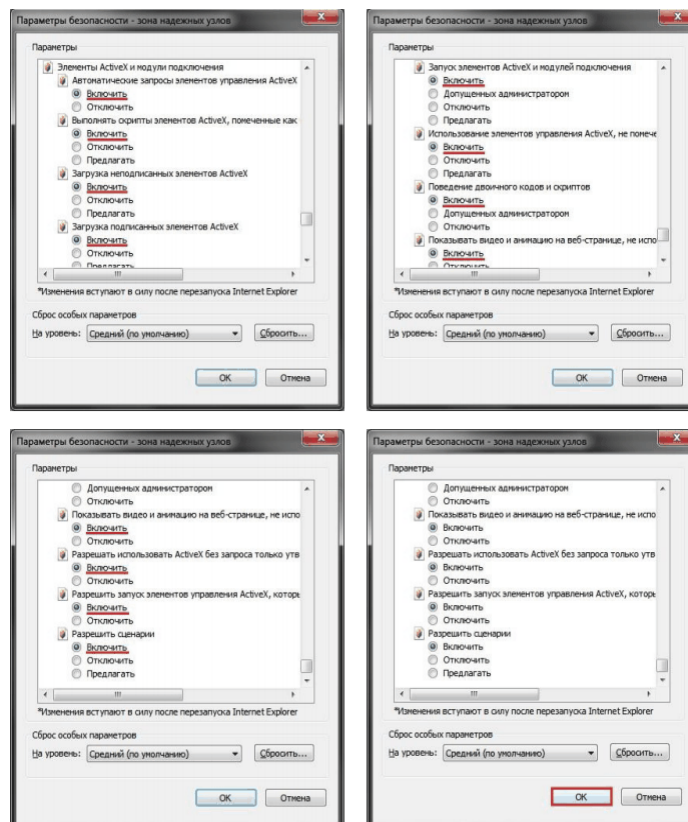 Параметры безопасности - зона надежных узлов
Параметры
Элементы ActiveX и модули подключения
Автоматические запросы элементов управления ActiveX
Включить
Отключить
Выполнять скрипты элементов ActiveX, помеченные как
Включить
Отключить
Предлагать
Загрузка неподписанных элементов ActiveX
Включить
Отключить
Предлагать
Загрузка подписанных элементов ActiveX
Включить
Отключить
Предлагать
*Изменения вступают в силу после перезапуска Internet Explorer
Сброс особых параметров
На уровень: Средний (по умолчанию) Сбросить...
ОК Отмена
Параметры безопасности - зона надежных узлов
Параметры
Запуск элементов ActiveX и модулей подключения
Включить
Допущенных администратором
Отключить
Предлагать
Использование элементов управления ActiveX, не помече
Включить
Отключить
Предлагать
Поведение двоичного кодов и скриптов
Включить
Допущенных администратором
Отключить
Показывать видео и анимацию на веб-странице, не испо
Включить
Отключить
*Изменения вступают в силу после перезапуска Internet Explorer
Сброс особых параметров
На уровень: Средний (по умолчанию) Сбросить...
ОК Отмена
Параметры безопасности - зона надежных узлов
Параметры
Допущенных администратором
Отключить
Показывать видео и анимацию на веб-странице, не испо
Включить
Отключить
Разрешать использовать ActiveX без запроса только утв
Включить
Отключить
Разрешить запуск элементов управления ActiveX, которы
Включить
Отключить
Разрешить сценарии
Включить
Отключить
Предлагать
*Изменения вступают в силу после перезапуска Internet Explorer
Сброс особых параметров
На уровень: Средний (по умолчанию) Сбросить...
ОК Отмена
Параметры безопасности - зона надежных узлов
Параметры
Допущенных администратором
Отключить
Показывать видео и анимацию на веб-странице, не испо
Включить
Отключить
Разрешать использовать ActiveX без запроса только утв
Включить
Отключить
Разрешить запуск элементов управления ActiveX, которы
Включить
Отключить
Разрешить сценарии
Включить
Отключить
Предлагать
*Изменения вступают в силу после перезапуска Internet Explorer
Сброс особых параметров
На уровень: Средний (по умолчанию) Сбросить...
ОК Отмена